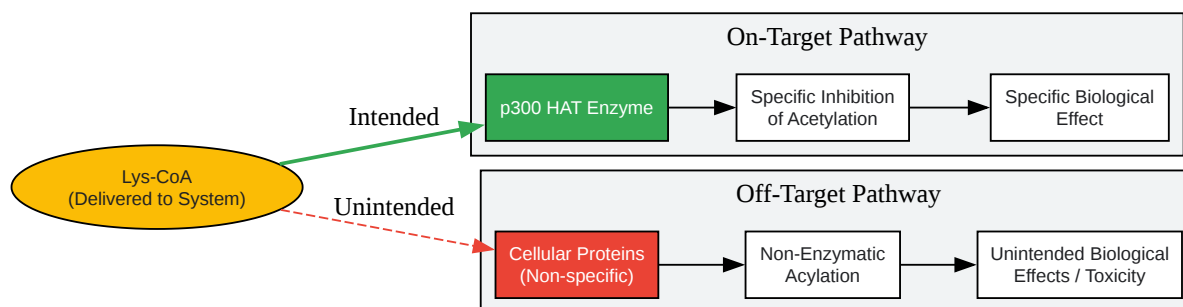 On-Target Pathway
p300 HAT Enzyme
Specific Inhibition
of Acetylation
Specific Biological
Effect
Intended
Lys-CoA
(Delivered to System)
Unintended
Off-Target Pathway
Cellular Proteins
(Non-specific)
Non-Enzymatic
Acylation
Unintended Biological
Effects / Toxicity